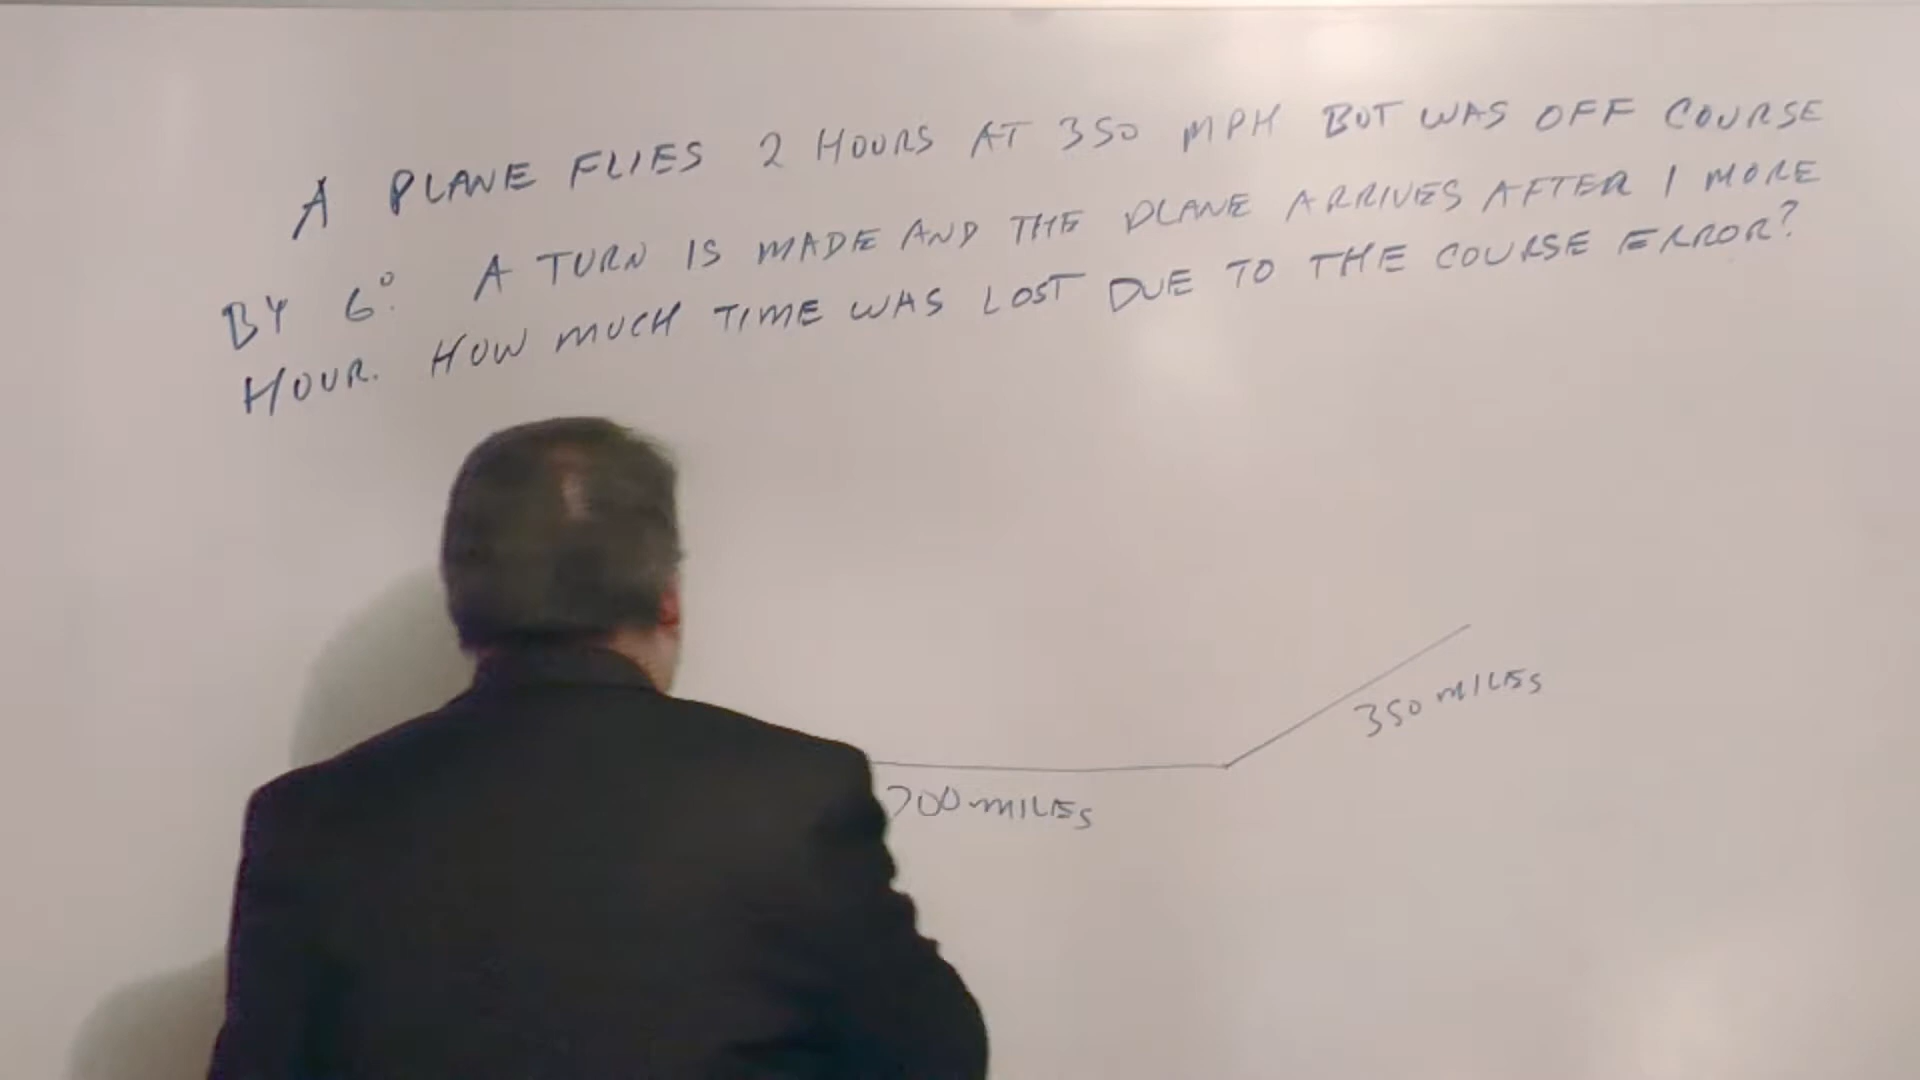 A PLANE FLIES 2 HOURS AT 350 MPH BUT WAS OFF COURSE
BY 6°. A TURN IS MADE AND THE PLANE ARRIVES AFTER 1 MORE
HOUR. HOW MUCH TIME WAS LOST DUE TO THE COURSE ERROR?
350 MILES
700 MILES